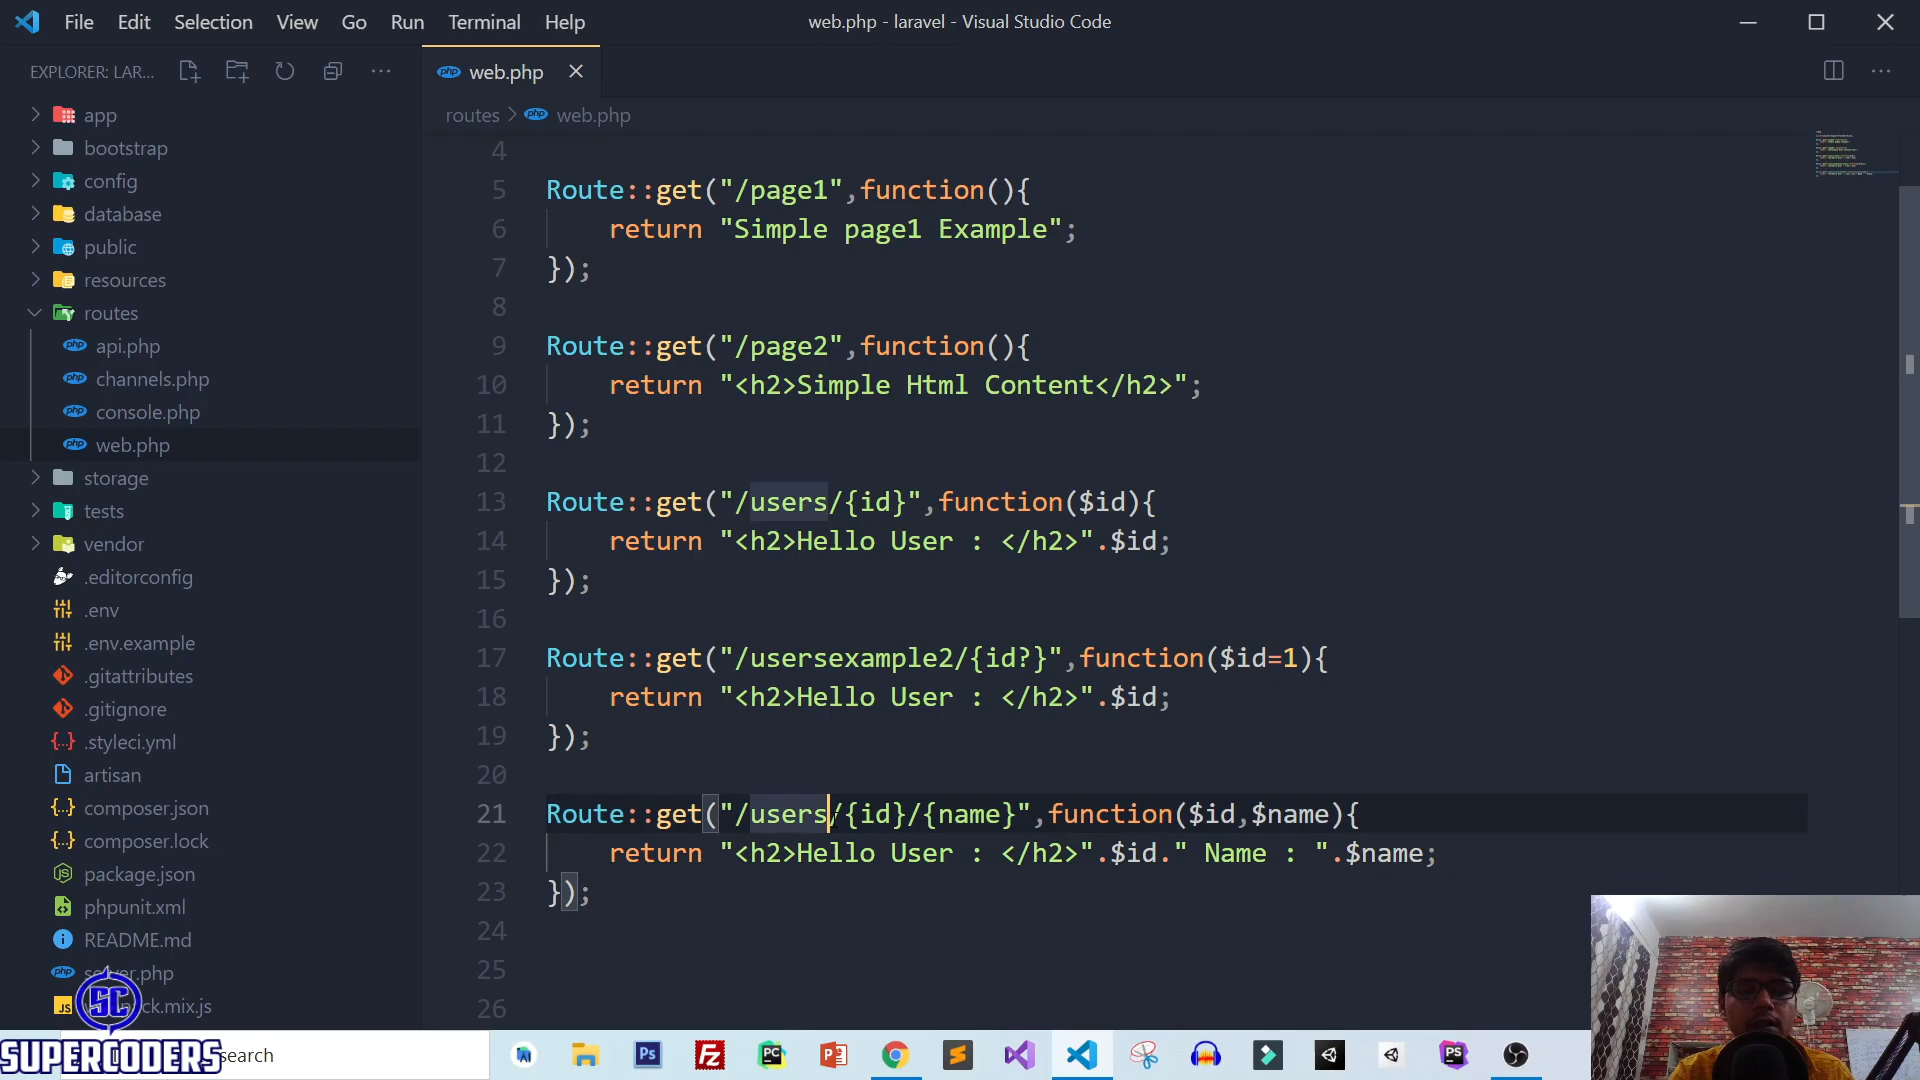 File Edit Selection View Go Run Terminal Help
web.php - laravel - Visual Studio Code
EXPLORER: LAR...
app
bootstrap
config
database
public
resources
routes
api.php
channels.php
console.php
web.php
storage
tests
vendor
.editorconfig
.env
.env.example
.gitattributes
.gitignore
.styleci.yml
artisan
composer.json
composer.lock
package.json
phpunit.xml
README.md
web.php
routes > web.php
4
5 Route::get("/page1",function(){
6 return "Simple page1 Example";
7 });
8
9 Route::get("/page2",function(){
10 return "<h2>Simple Html Content</h2>";
11 });
12
13 Route::get("/users/{id}",function($id){
14 return "<h2>Hello User : </h2>".$id;
15 });
16
17 Route::get("/usersexample2/{id?}",function($id=1){
18 return "<h2>Hello User : </h2>".$id;
19 });
20
21 Route::get("/users/{id}/{name}",function($id,$name){
22 return "<h2>Hello User : </h2>".$id." Name : ".$name;
23 });
24
25
26
SC
SUPERCODERS
search